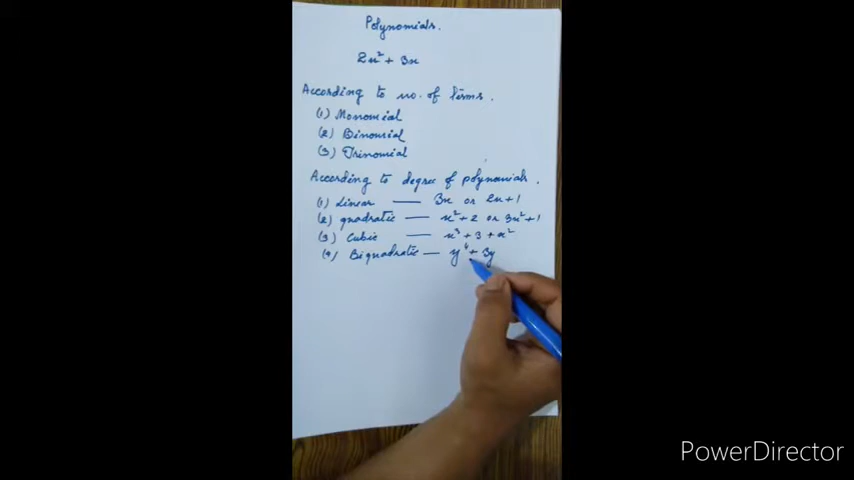 Polynomials.
2x² + 3x
According to no. of terms.
(1) Monomial
(2) Binomial
(3) Trinomial
According to degree of polynomials.
(1) Linear — 3x or 2x+1
(2) quadratic — x²+2 or 3x²+1
(3) Cubic — x³+3+x²
(4) Biquadratic — y⁴+3y
PowerDirector